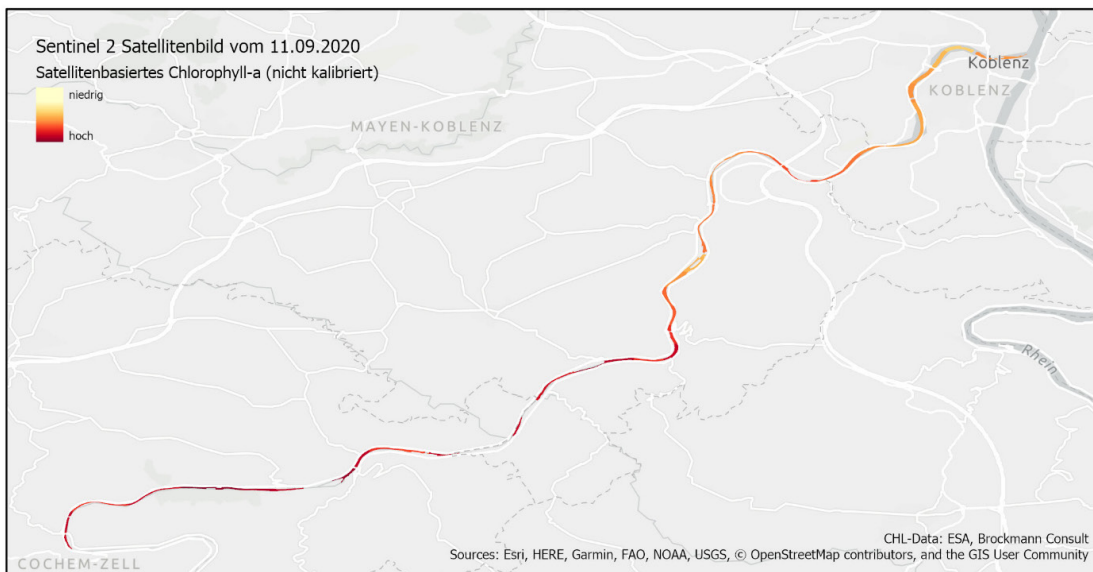 Sentinel 2 Satellitenbild vom 11.09.2020
Satellitenbasiertes Chlorophyll-a (nicht kalibriert)
niedrig
hoch
Koblenz
KOBLENZ
MAYEN-KOBLENZ
Rhein
COCHEM-ZELL
CHL-Data: ESA, Brockmann Consult
Sources: Esri, HERE, Garmin, FAO, NOAA, USGS, © OpenStreetMap contributors, and the GIS User Community